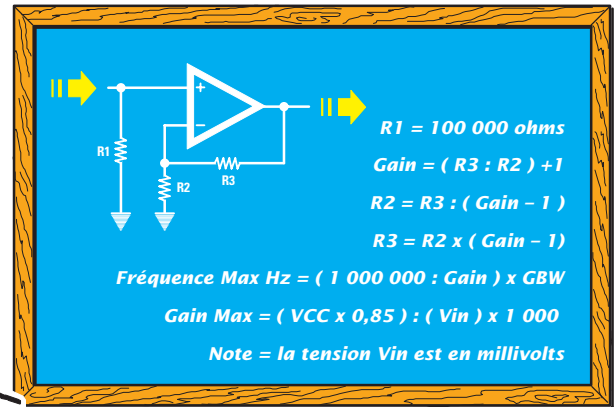 +
−
R1
R2
R3
R1 = 100 000 ohms
Gain = ( R3 : R2 ) +1
R2 = R3 : ( Gain – 1 )
R3 = R2 x ( Gain – 1)
Fréquence Max Hz = ( 1 000 000 : Gain ) x GBW
Gain Max = ( VCC x 0,85 ) : ( Vin ) x 1 000
Note = la tension Vin est en millivolts